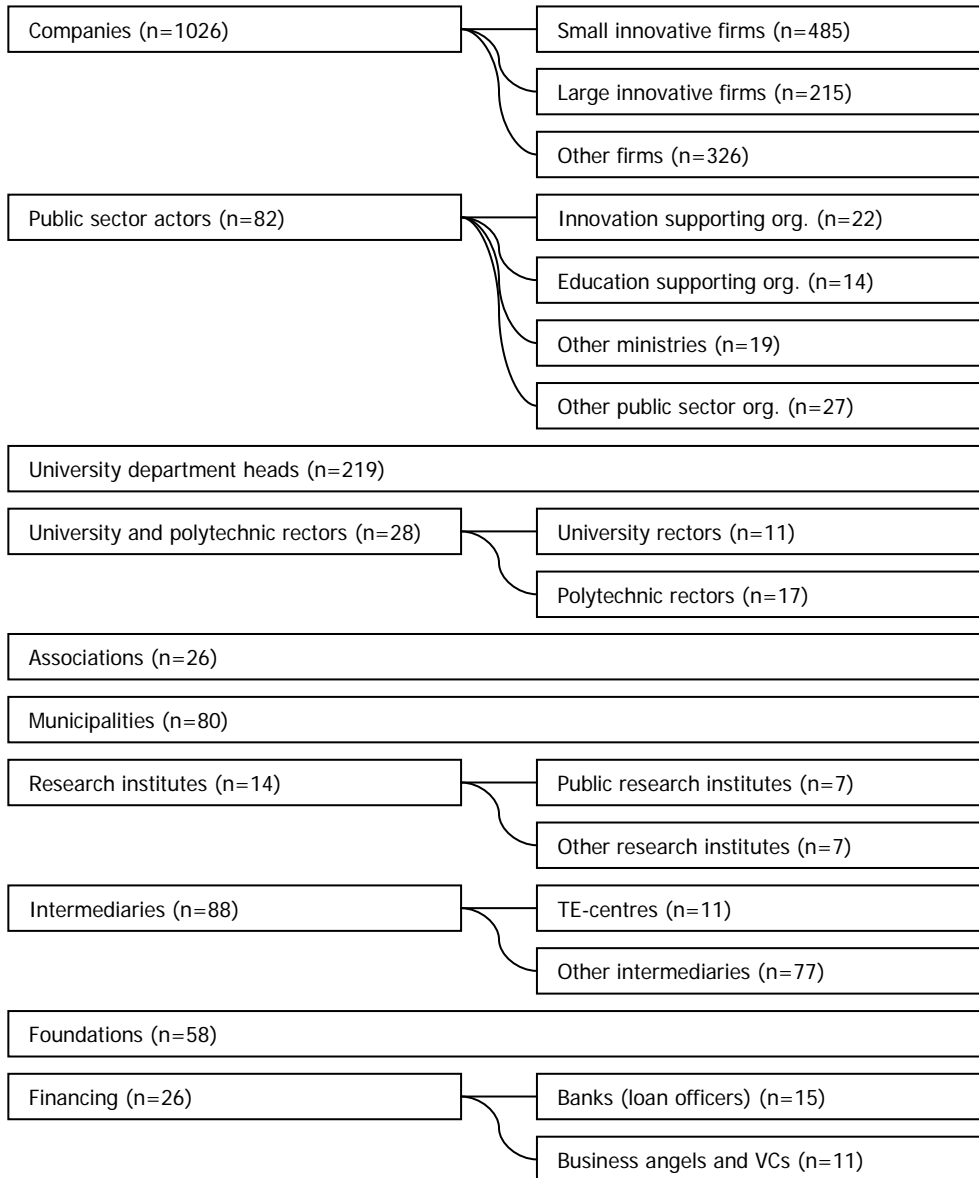 Companies (n=1026)
Small innovative firms (n=485)
Large innovative firms (n=215)
Other firms (n=326)
Public sector actors (n=82)
Innovation supporting org. (n=22)
Education supporting org. (n=14)
Other ministries (n=19)
Other public sector org. (n=27)
University department heads (n=219)
University and polytechnic rectors (n=28)
University rectors (n=11)
Polytechnic rectors (n=17)
Associations (n=26)
Municipalities (n=80)
Research institutes (n=14)
Public research institutes (n=7)
Other research institutes (n=7)
Intermediaries (n=88)
TE-centres (n=11)
Other intermediaries (n=77)
Foundations (n=58)
Financing (n=26)
Banks (loan officers) (n=15)
Business angels and VCs (n=11)